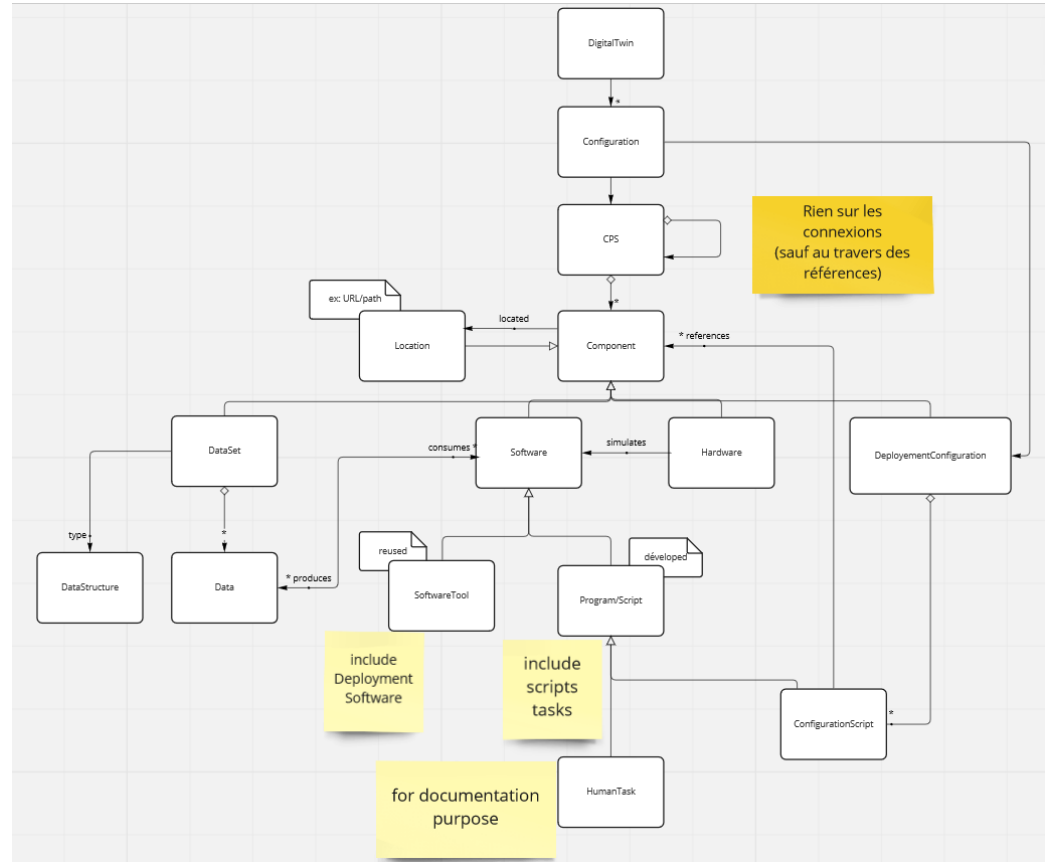 DigitalTwin
*
Configuration
CPS
Rien sur les
connexions
(sauf au travers des
références)
*
ex: URL/path
located
Location
Component
* references
DataSet
consumes *
Software
simulates
Hardware
DeployementConfiguration
type
*
reused
dévéloped
DataStructure
Data
* produces
SoftwareTool
Program/Script
include
Deployment
Software
include
scripts
tasks
*
ConfigurationScript
for documentation
purpose
HumanTask